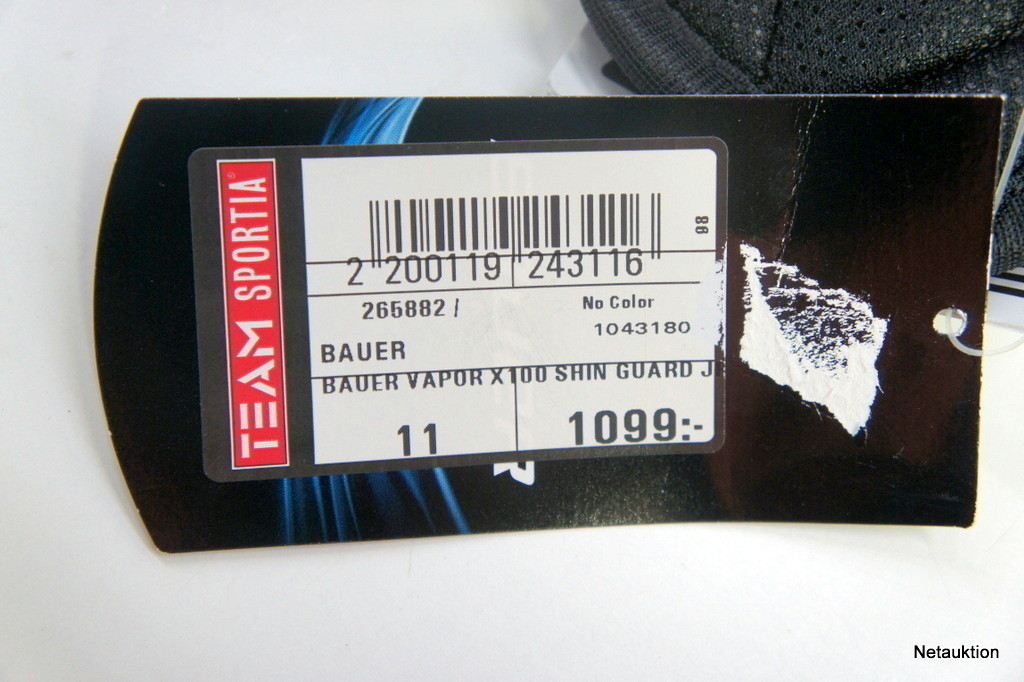 TEAM SPORTIA®
98
2 200119 243116
265882 / No Color
1043180
BAUER
BAUER VAPOR X100 SHIN GUARD J
11 1099:-
R
Netauktion